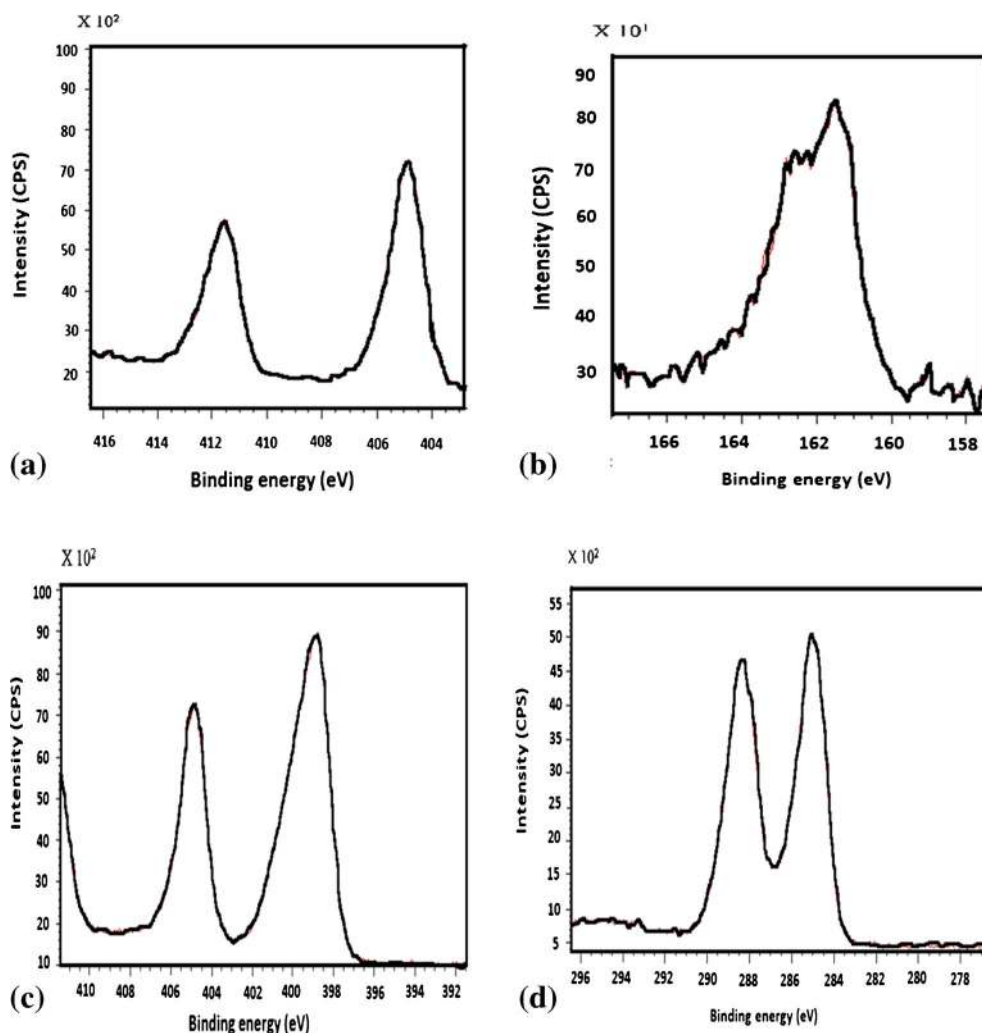 X 10²
100
90
80
70
60
50
40
30
20
Intensity (CPS)
416 414 412 410 408 406 404
Binding energy (eV)
(a)
X 10¹
90
80
70
60
50
40
30
Intensity (CPS)
166 164 162 160 158
Binding energy (eV)
(b)
X 10²
100
90
80
70
60
50
40
30
20
10
Intensity (CPS)
410 408 406 404 402 400 398 396 394 392
Binding energy (eV)
(c)
X 10²
55
50
45
40
35
30
25
20
15
10
5
Intensity (CPS)
296 294 292 290 288 286 284 282 280 278
Binding energy (eV)
(d)